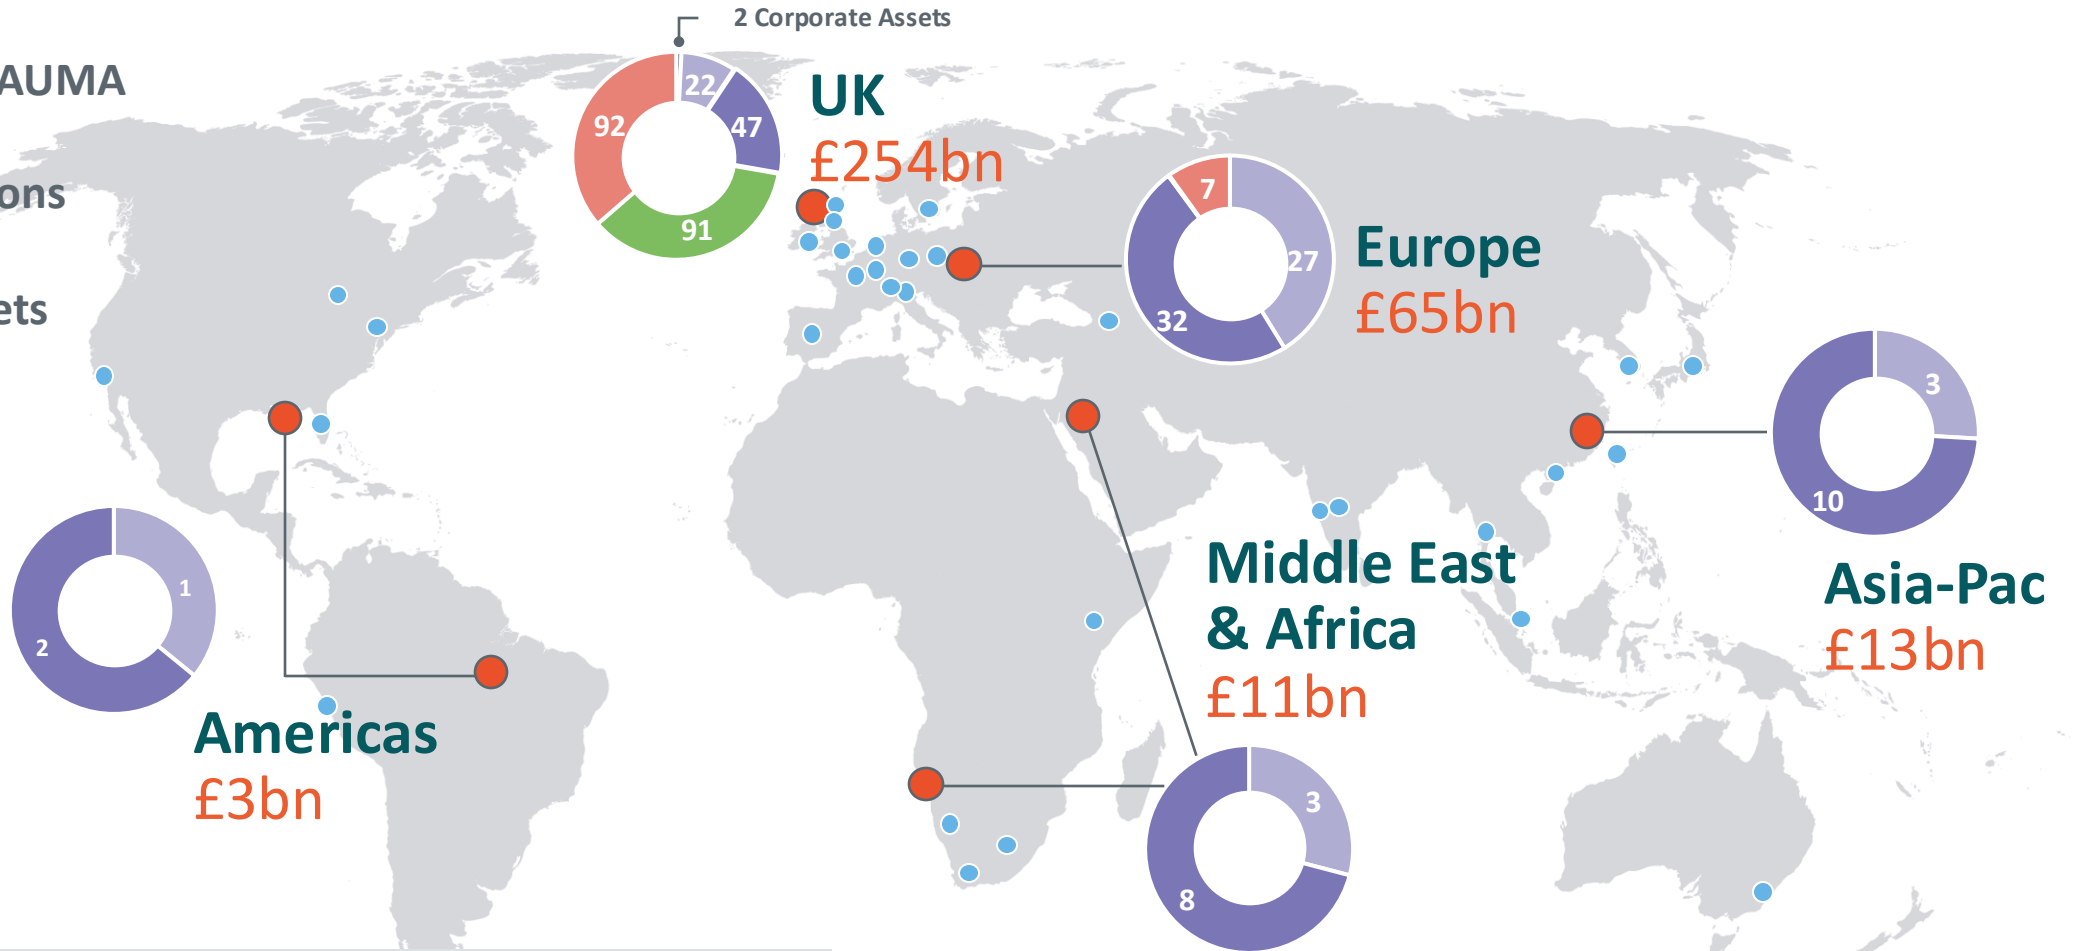 2 Corporate Assets
AUMA
ons
ets
22
47
91
92
UK
£254bn
7
27
32
Europe
£65bn
3
10
Asia-Pac
£13bn
1
2
Americas
£3bn
Middle East
& Africa
£11bn
3
8